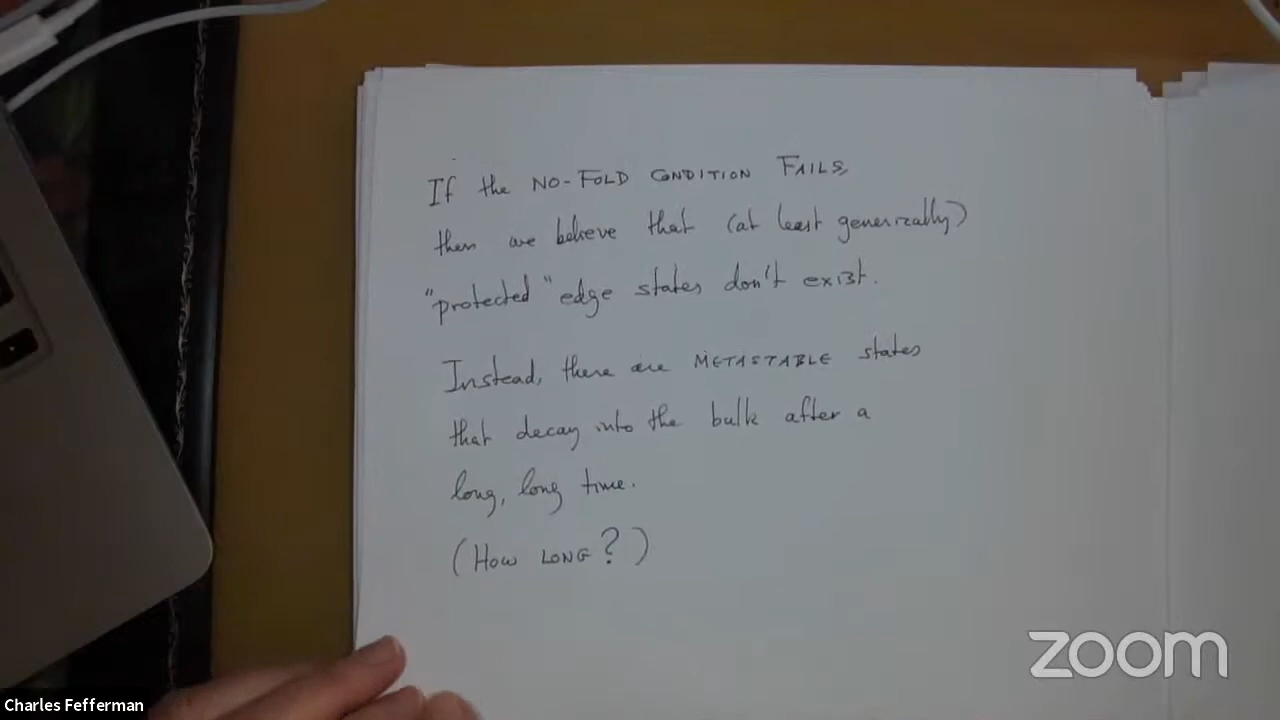 If the NO-FOLD CONDITION FAILS,
then we believe that (at least generically)
"protected" edge states don't exist.
Instead, there are METASTABLE states
that decay into the bulk after a
long, long time.
(HOW LONG?)
zoom
Charles Fefferman